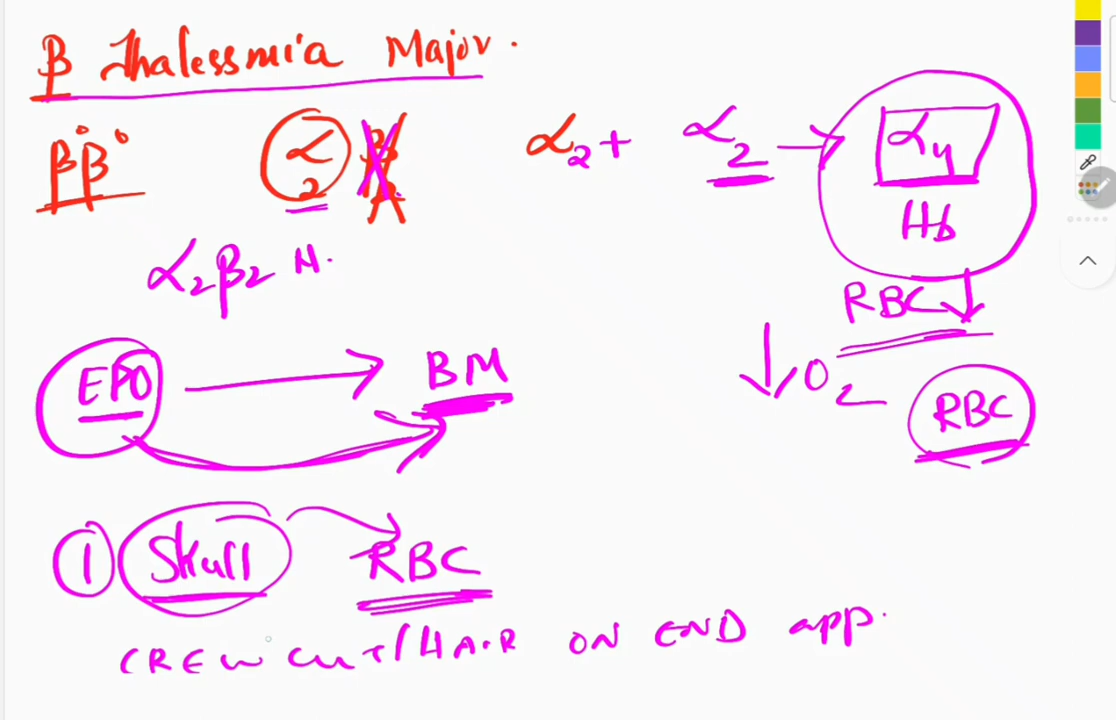 β Thalessmia Major.
β°β° α2 α2 + α2 → α4
Hb
α2β2 H.
RBC ↓
EPO → BM ↓O2 RBC
① Skull → RBC
CREW cut/HAIR ON END app.